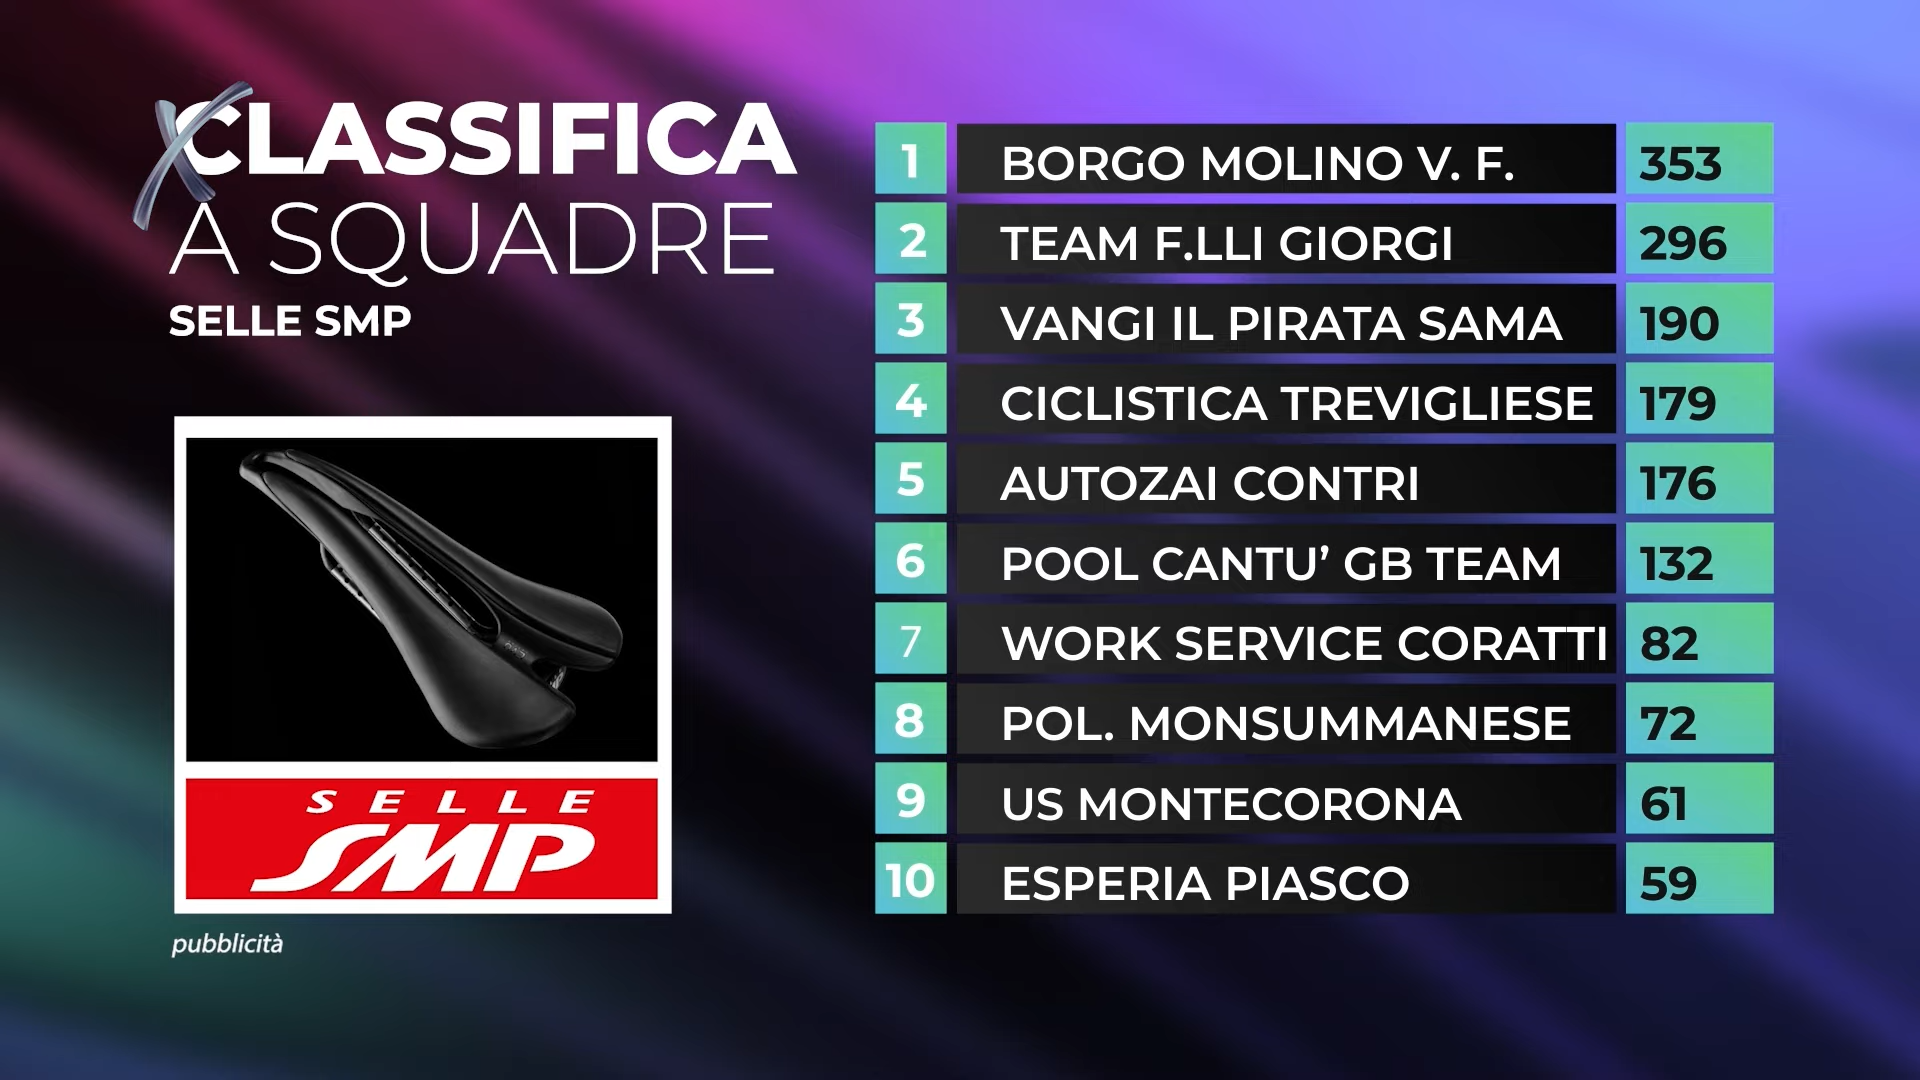 CLASSIFICA
A SQUADRE
SELLE SMP
SELLE
SMP
pubblicità
1 BORGO MOLINO V. F. 353
2 TEAM F.LLI GIORGI 296
3 VANGI IL PIRATA SAMA 190
4 CICLISTICA TREVIGLIESE 179
5 AUTOZAI CONTRI 176
6 POOL CANTU’ GB TEAM 132
7 WORK SERVICE CORATTI 82
8 POL. MONSUMMANESE 72
9 US MONTECORONA 61
10 ESPERIA PIASCO 59